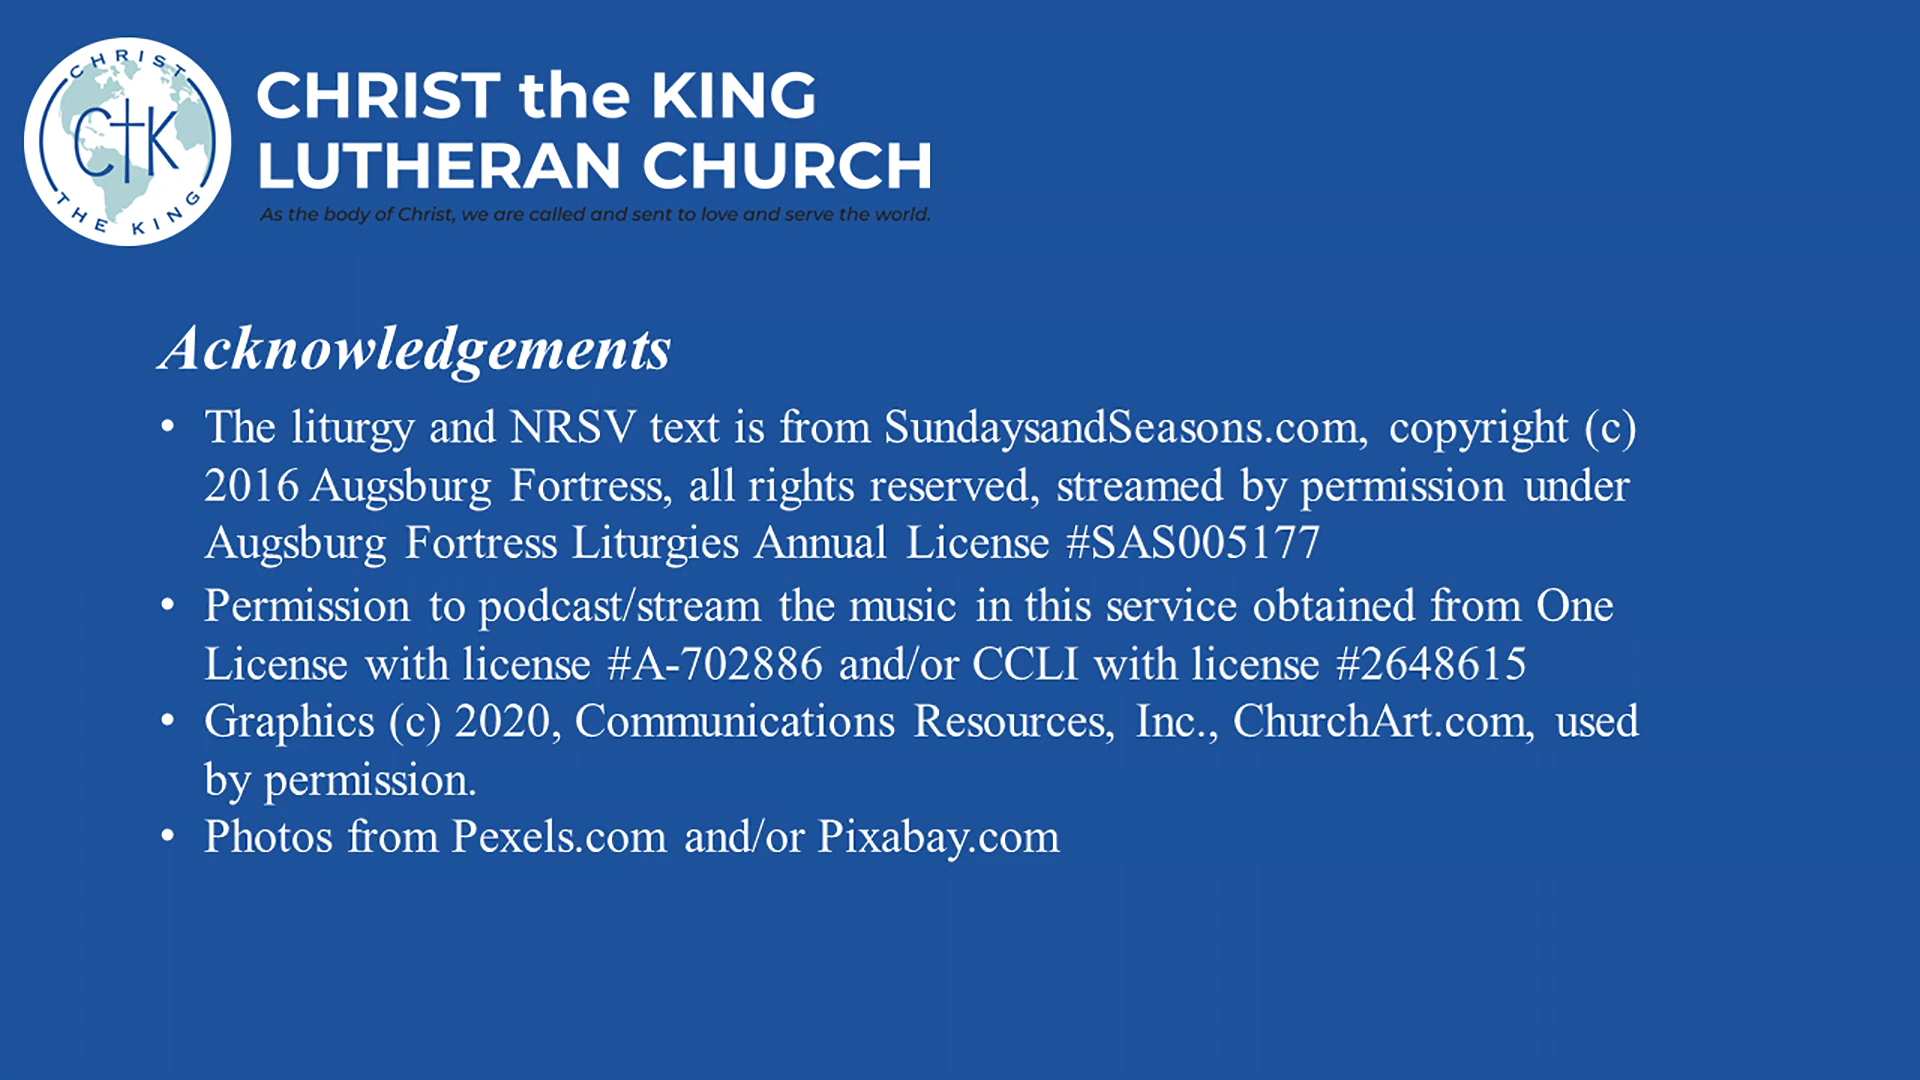 CHRIST
C†K
THE KING
CHRIST the KING
LUTHERAN CHURCH
As the body of Christ, we are called and sent to love and serve the world.
Acknowledgements
• The liturgy and NRSV text is from SundaysandSeasons.com, copyright (c)
2016 Augsburg Fortress, all rights reserved, streamed by permission under
Augsburg Fortress Liturgies Annual License #SAS005177
• Permission to podcast/stream the music in this service obtained from One
License with license #A-702886 and/or CCLI with license #2648615
• Graphics (c) 2020, Communications Resources, Inc., ChurchArt.com, used
by permission.
• Photos from Pexels.com and/or Pixabay.com